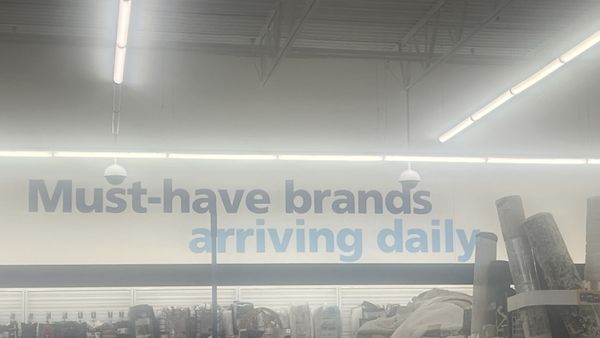 Must-have brands
arriving daily